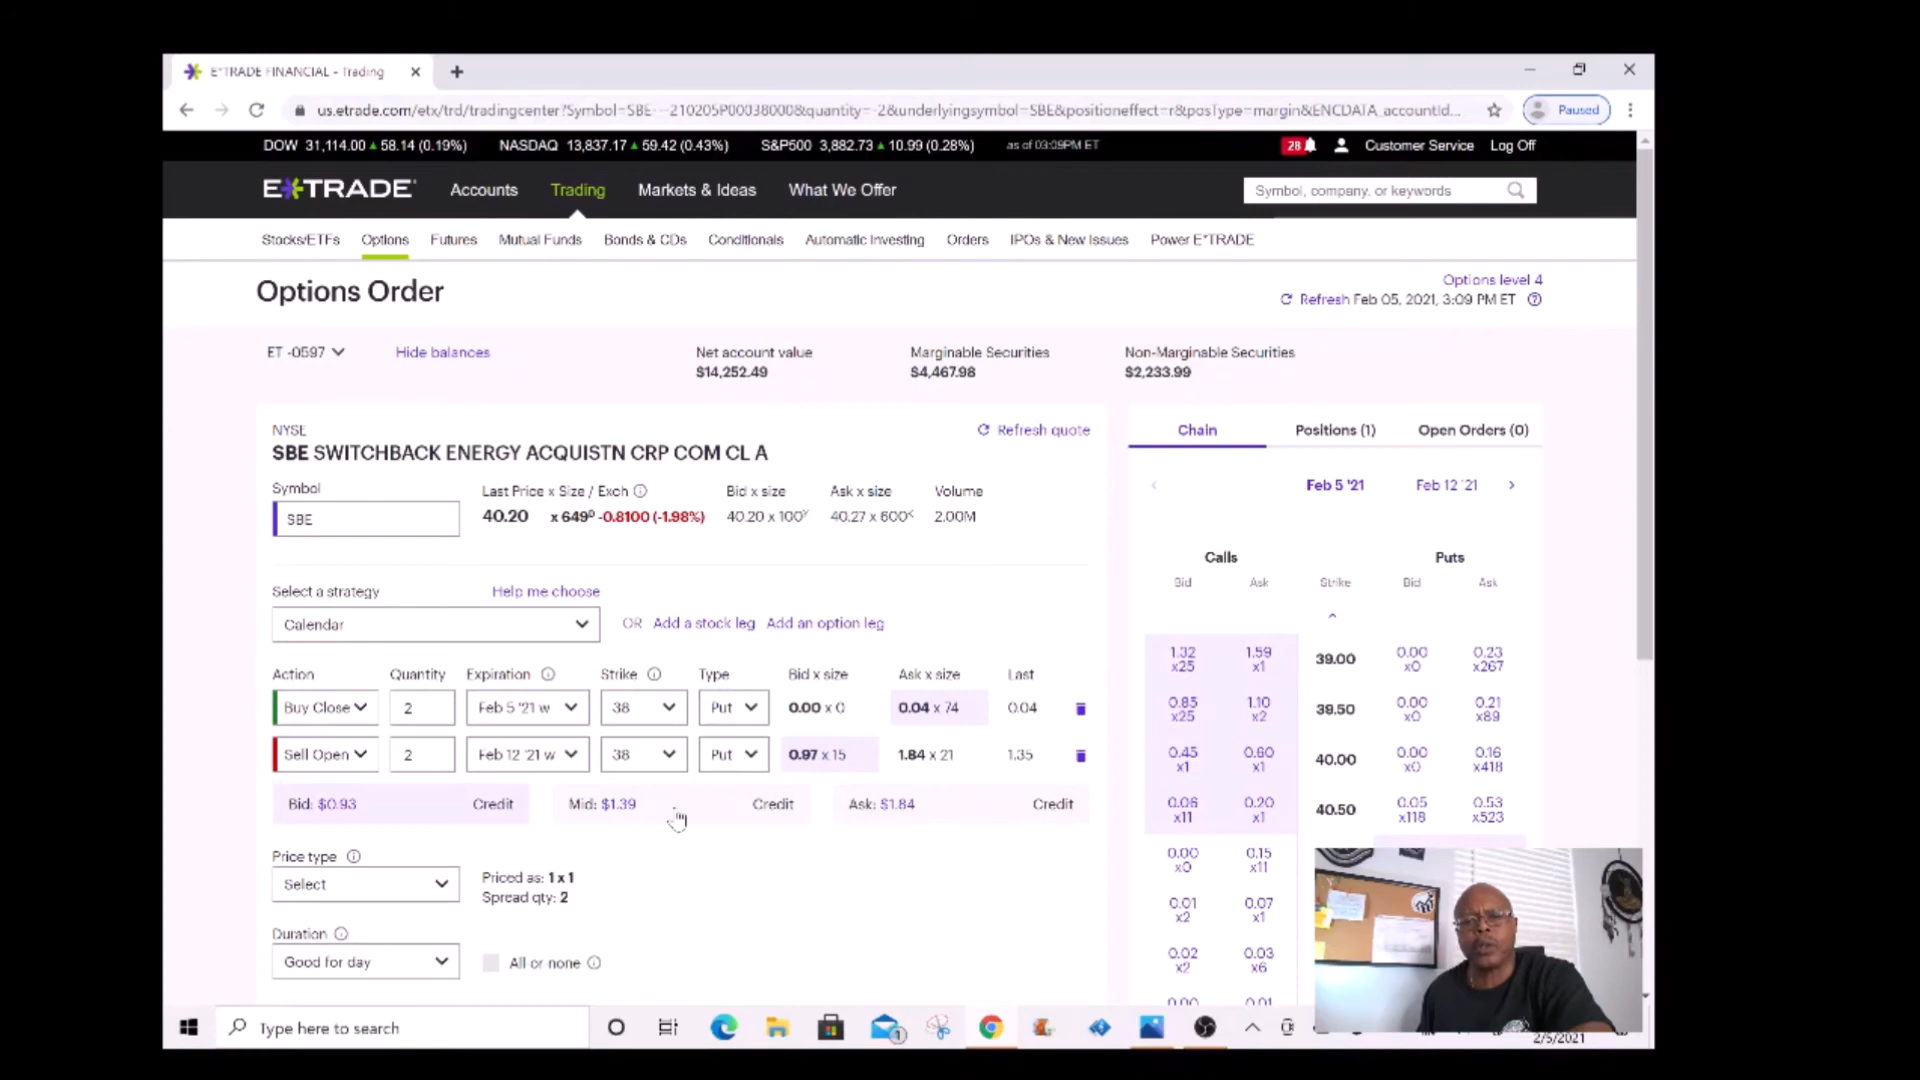 E*TRADE FINANCIAL - Trading
us.etrade.com/etx/trd/tradingcenter?Symbol=SBE---210205P00038000&quantity=-2&underlyingsymbol=SBE&positioneffect=r&posType=margin&ENCDATA_accountId...
Paused
DOW 31,114.00 ▲ 58.14 (0.19%) NASDAQ 13,837.17 ▲ 59.42 (0.43%) S&P500 3,882.73 ▲ 10.99 (0.28%) as of 03:09PM ET 28 Customer Service Log Off
E*TRADE Accounts Trading Markets & Ideas What We Offer Symbol, company, or keywords
Stocks/ETFs Options Futures Mutual Funds Bonds & CDs Conditionals Automatic Investing Orders IPOs & New Issues Power E*TRADE
Options Order
Options level 4
Refresh Feb 05, 2021, 3:09 PM ET
ET -0597 Hide balances
Net account value Marginable Securities Non-Marginable Securities
$14,252.49 $4,467.98 $2,233.99
NYSE
Refresh quote
SBE SWITCHBACK ENERGY ACQUISTN CRP COM CL A
Symbol Last Price x Size / Exch Bid x size Ask x size Volume
SBE 40.20 x 649D -0.8100 (-1.98%) 40.20 x 100Y 40.27 x 600K 2.00M
Select a strategy Help me choose
Calendar OR Add a stock leg Add an option leg
Action Quantity Expiration Strike Type Bid x size Ask x size Last
Buy Close 2 Feb 5 '21 w 38 Put 0.00 x 0 0.04 x 74 0.04
Sell Open 2 Feb 12 '21 w 38 Put 0.97 x 15 1.84 x 21 1.35
Bid: $0.93 Credit Mid: $1.39 Credit Ask: $1.84 Credit
Price type
Select Priced as: 1 x 1
Spread qty: 2
Duration
Good for day All or none
Chain Positions (1) Open Orders (0)
Feb 5 '21 Feb 12 '21
Calls Puts
Bid Ask Strike Bid Ask
1.32 1.59 39.00 0.00 0.23
x25 x1 x0 x267
0.85 1.10 39.50 0.00 0.21
x25 x2 x0 x89
0.45 0.60 40.00 0.00 0.16
x1 x1 x0 x418
0.06 0.20 40.50 0.05 0.53
x11 x1 x118 x523
0.00 0.15
x0 x11
0.01 0.07
x2 x1
0.02 0.03
x2 x6
0.00 0.01
Type here to search
1
2/5/2021